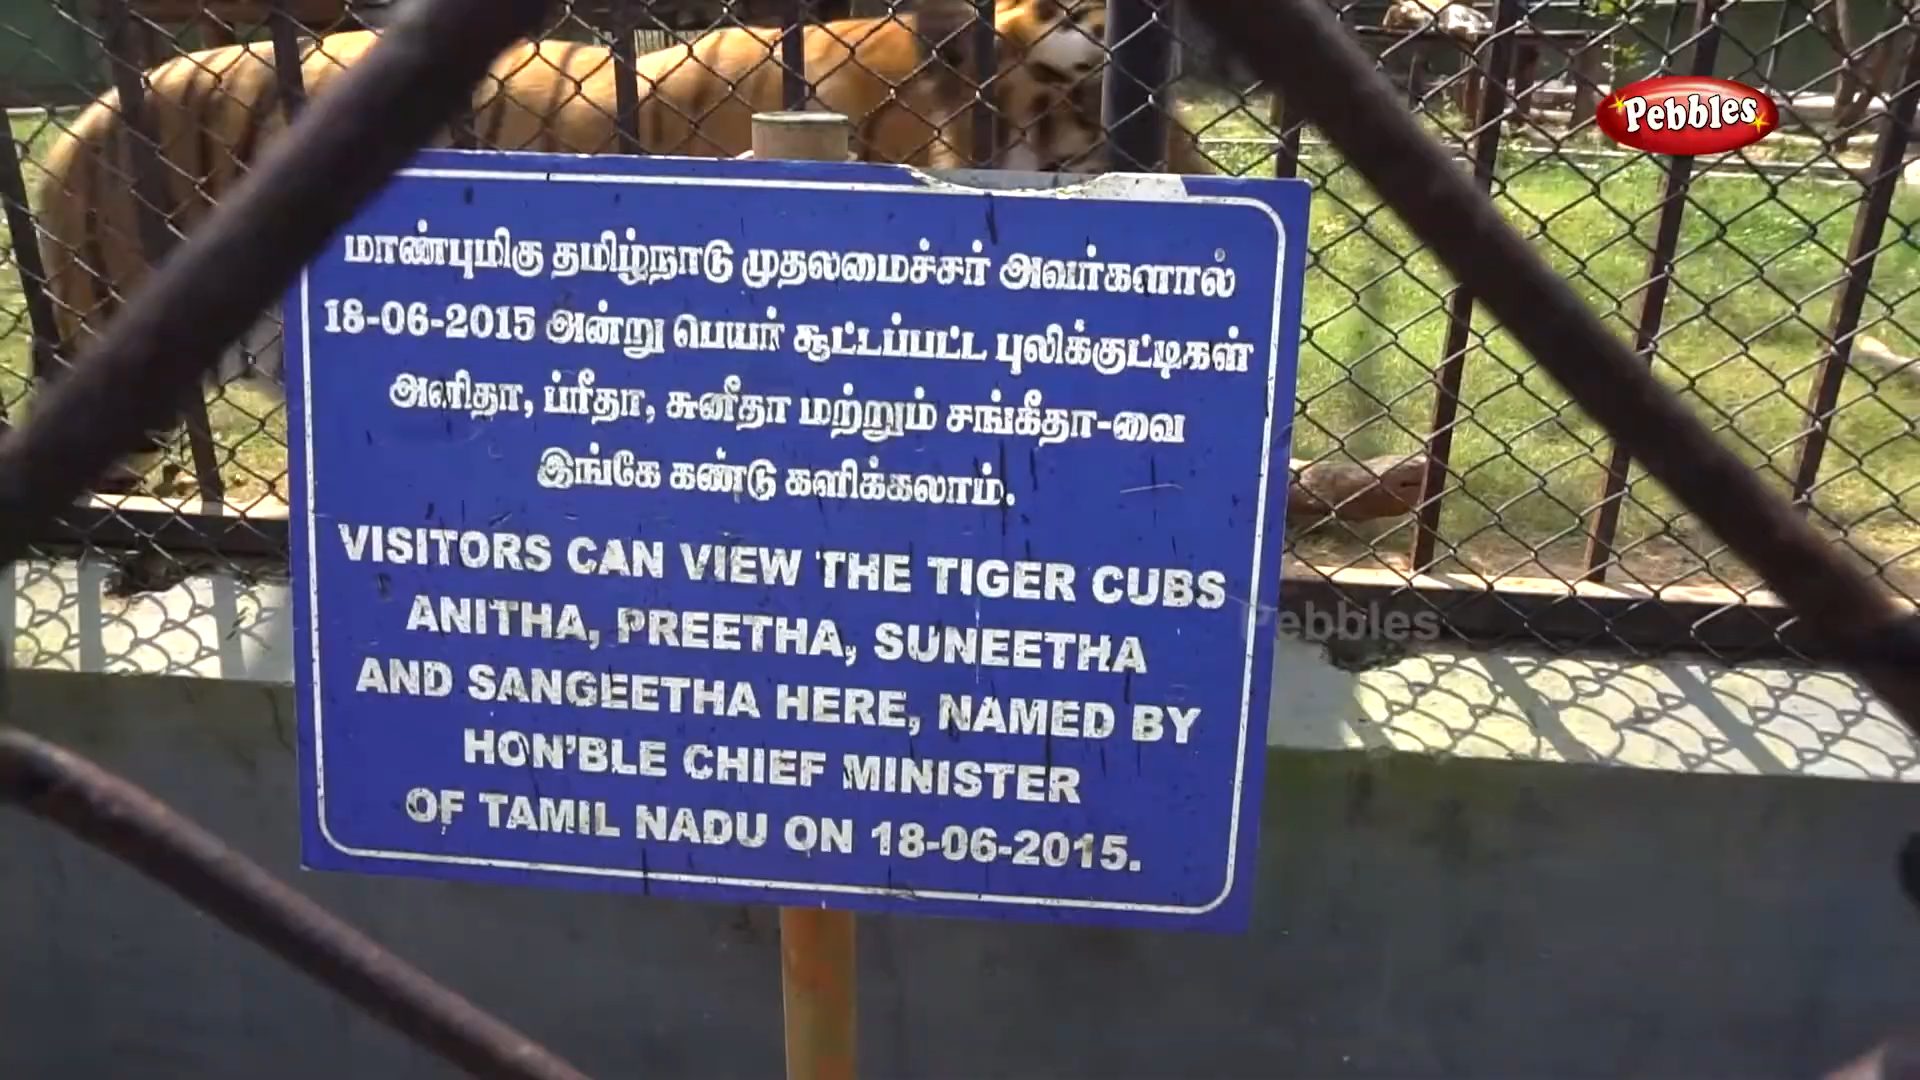 Pebbles
மாண்புமிகு தமிழ்நாடு முதலமைச்சர் அவர்களால்
18-06-2015 அன்று பெயர் சூட்டப்பட்ட புலிக்குட்டிகள்
அனிதா, ப்ரீதா, சுனீதா மற்றும் சங்கீதா-வை
இங்கே கண்டு களிக்கலாம்.
VISITORS CAN VIEW THE TIGER CUBS
ANITHA, PREETHA, SUNEETHA
AND SANGEETHA HERE, NAMED BY
HON'BLE CHIEF MINISTER
OF TAMIL NADU ON 18-06-2015.
Pebbles